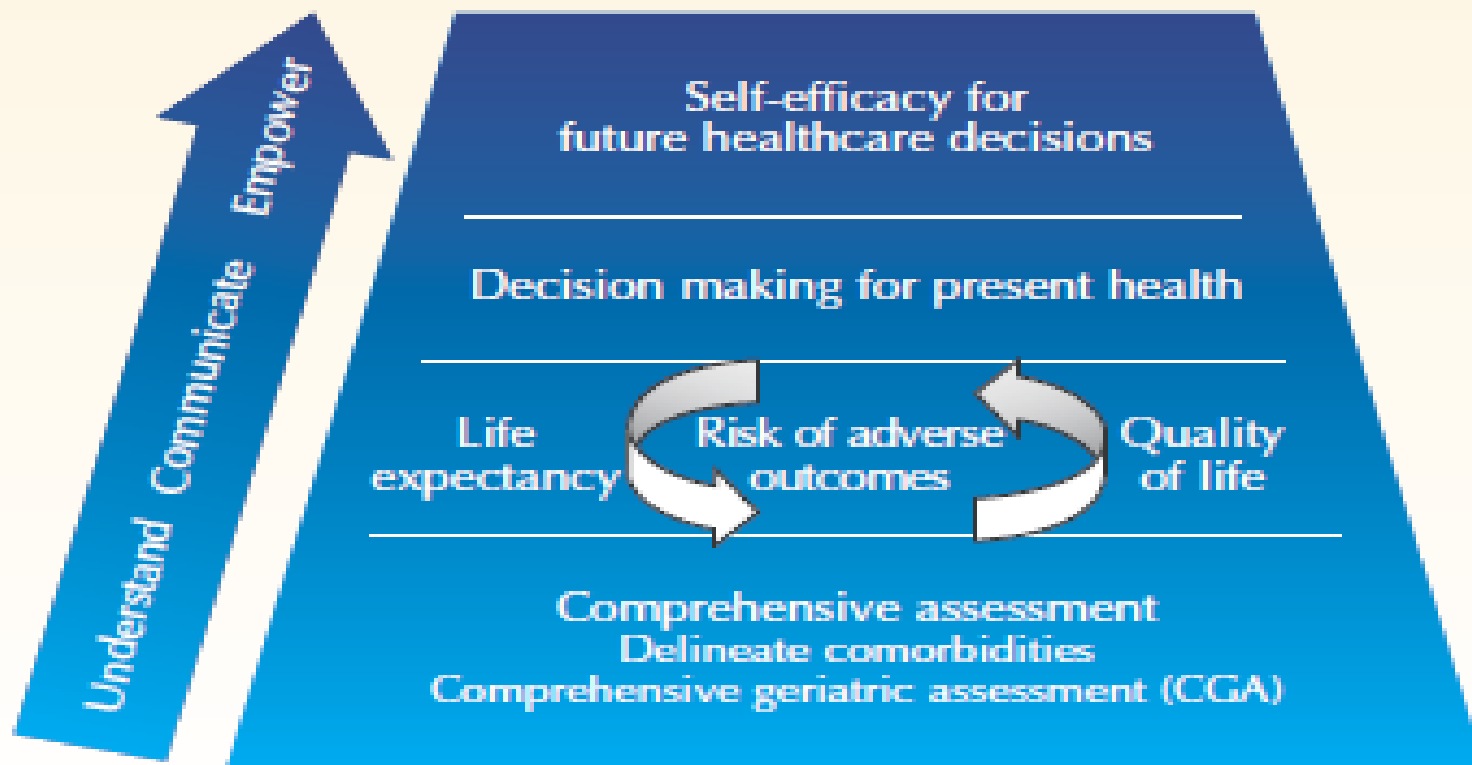 Understand Communicate Empower
Self-efficacy for
future healthcare decisions
Decision making for present health
Life
expectancy
Risk of adverse
outcomes
Quality
of life
Comprehensive assessment
Delineate comorbidities
Comprehensive geriatric assessment (CGA)